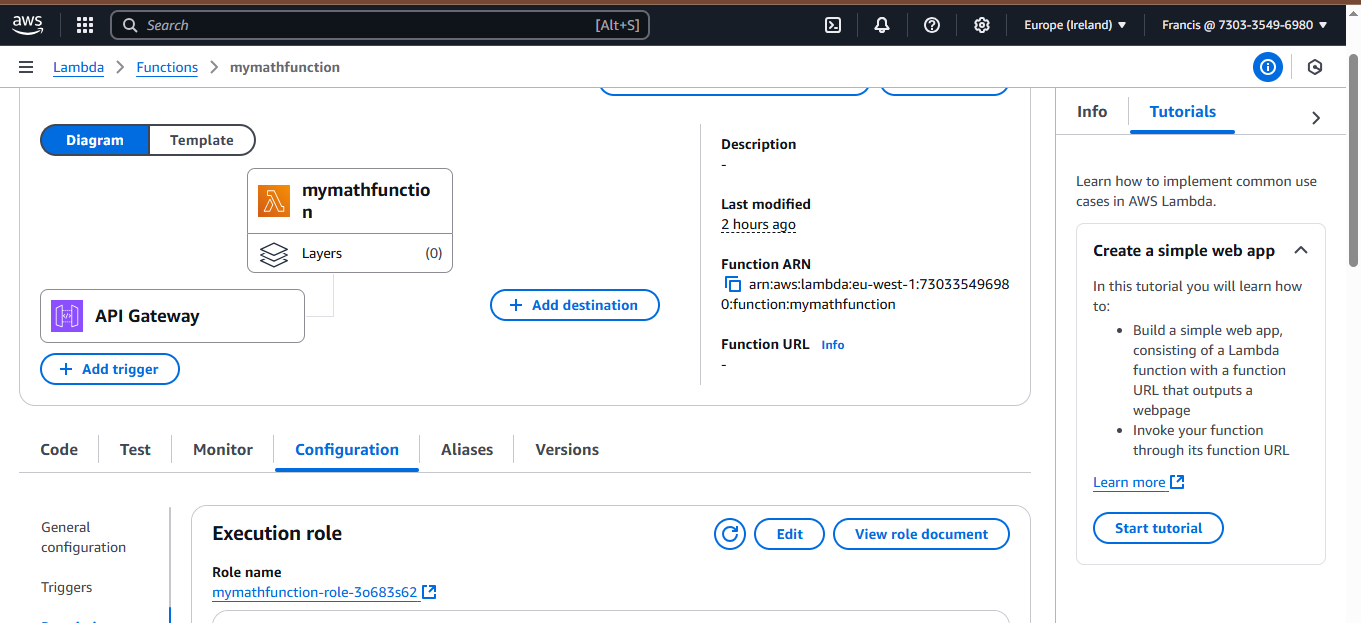 aws
Search [Alt+S]
Europe (Ireland)
Francis @ 7303-3549-6980
Lambda
Functions
mymathfunction
Diagram
Template
mymathfunctio
n
Layers (0)
API Gateway
Add trigger
Add destination
Description
-
Last modified
2 hours ago
Function ARN
arn:aws:lambda:eu-west-1:73033549698
0:function:mymathfunction
Function URL Info
-
Code
Test
Monitor
Configuration
Aliases
Versions
General
configuration
Triggers
Execution role
Edit
View role document
Role name
mymathfunction-role-3o683s62
Info
Tutorials
Learn how to implement common use
cases in AWS Lambda.
Create a simple web app
In this tutorial you will learn how
to:
• Build a simple web app,
consisting of a Lambda
function with a function
URL that outputs a
webpage
• Invoke your function
through its function URL
Learn more
Start tutorial